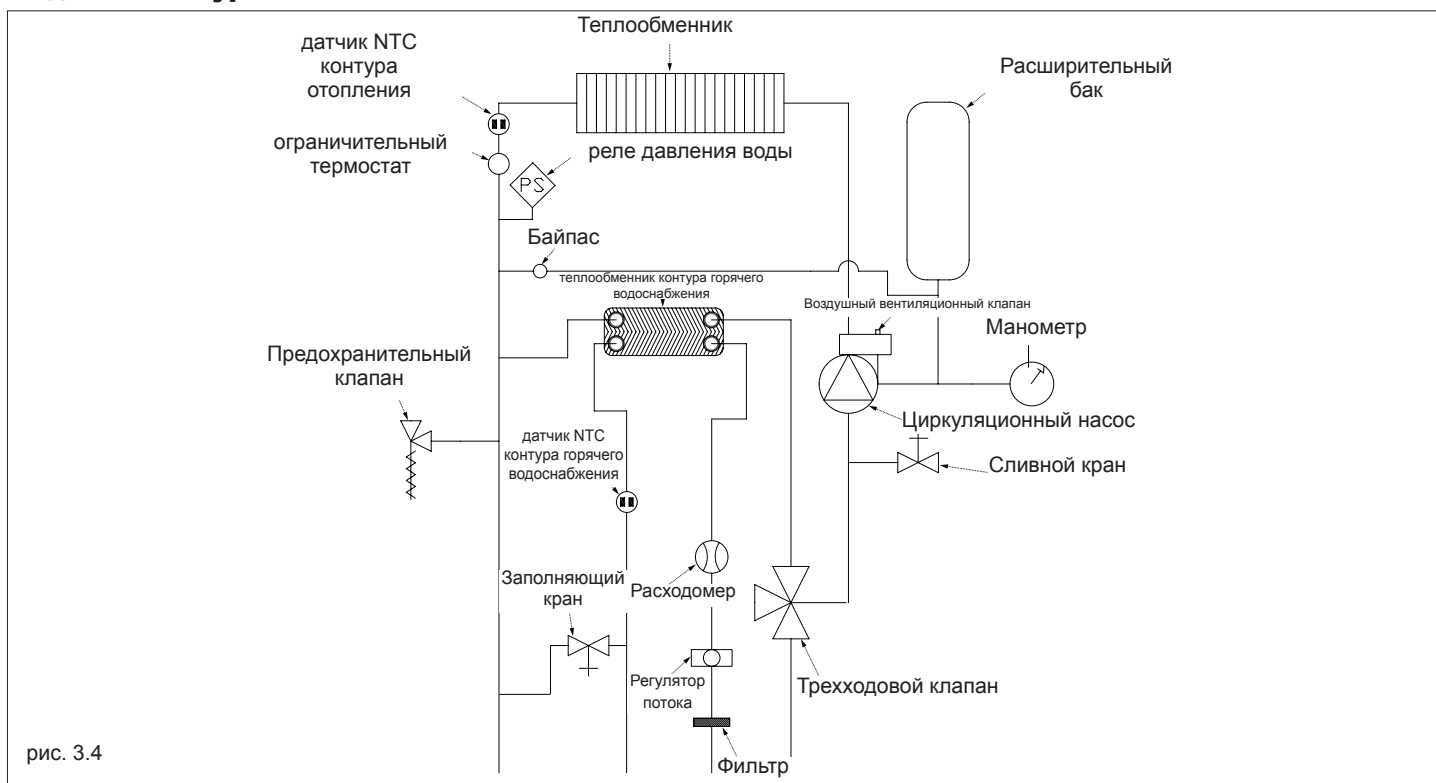 Теплообменник
датчик NTC
контура
отопления
Расширительный
бак
ограничительный
термостат
реле давления воды
PS
Байпас
теплообменник контура горячего
водоснабжения
Воздушный вентиляционный клапан
Манометр
Предохранительный
клапан
Циркуляционный насос
датчик NTC
контура горячего
водоснабжения
Сливной кран
Заполняющий
кран
Расходомер
Регулятор
потока
Трехходовой клапан
рис. 3.4
Фильтр